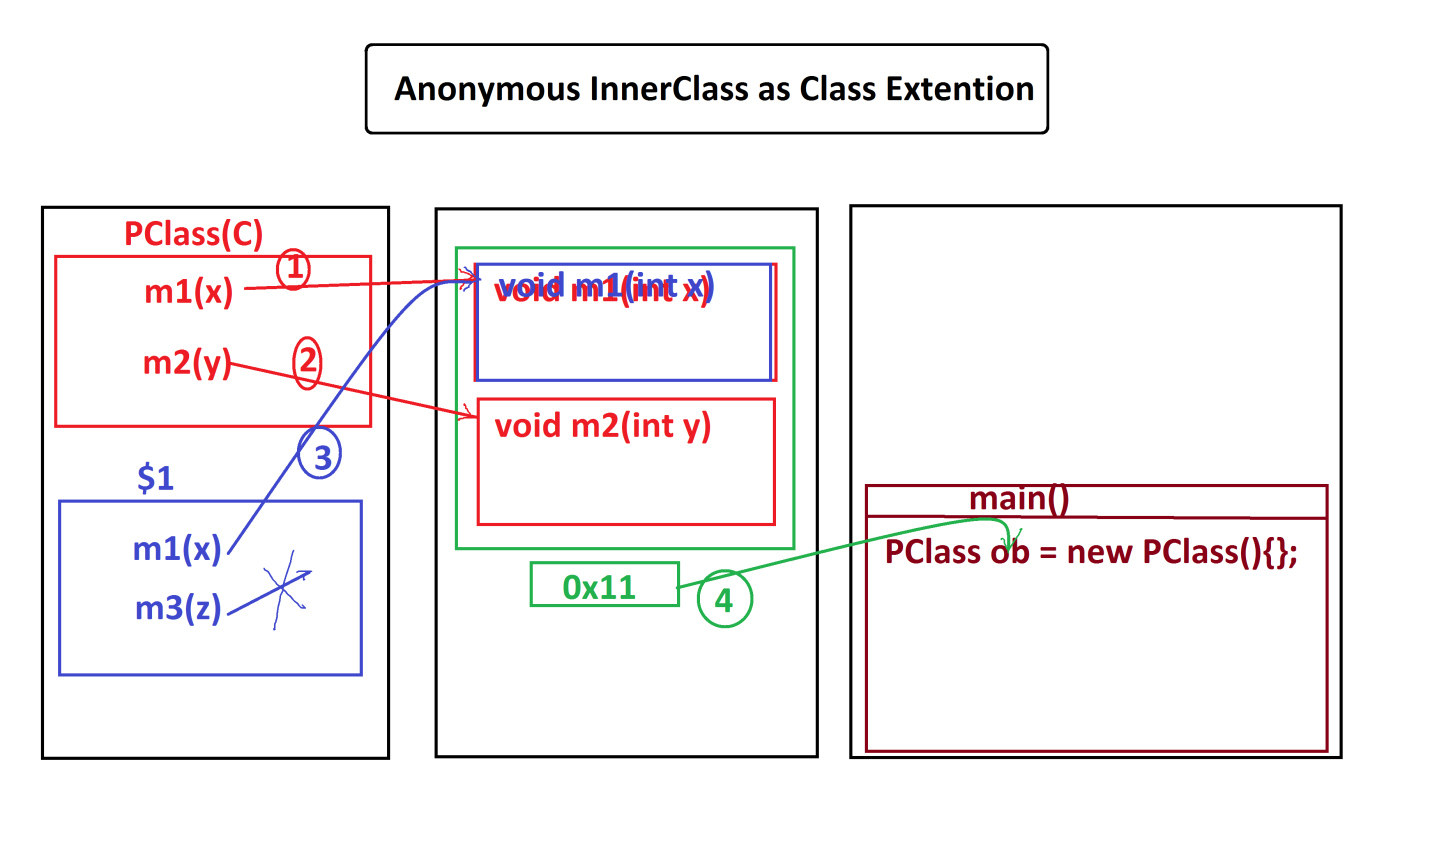 Anonymous InnerClass as Class Extention
PClass(C)
1
m1(x)
m2(y)
2
3
$1
m1(x)
m3(z)
void m1(int x)
void m1(int x)
void m2(int y)
0x11
4
main()
PClass ob = new PClass(){};